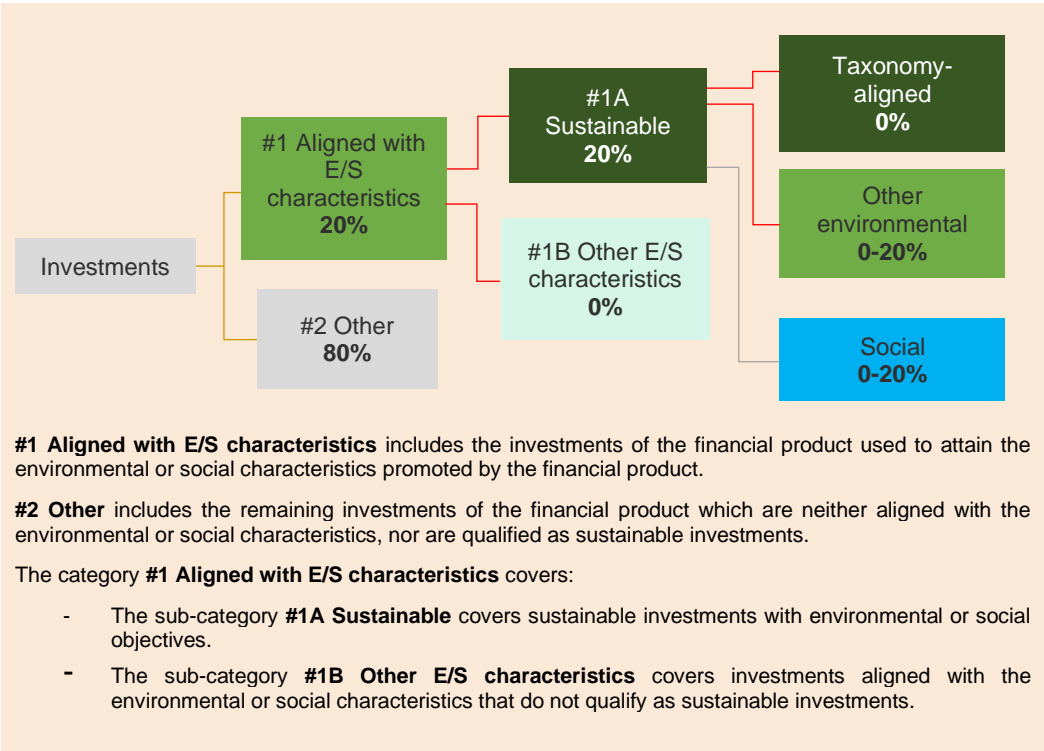 Investments
#1 Aligned with
E/S
characteristics
20%
#2 Other
80%
#1A
Sustainable
20%
#1B Other E/S
characteristics
0%
Taxonomy-
aligned
0%
Other
environmental
0-20%
Social
0-20%
#1 Aligned with E/S characteristics includes the investments of the financial product used to attain the
environmental or social characteristics promoted by the financial product.
#2 Other includes the remaining investments of the financial product which are neither aligned with the
environmental or social characteristics, nor are qualified as sustainable investments.
The category #1 Aligned with E/S characteristics covers:
- The sub-category #1A Sustainable covers sustainable investments with environmental or social
objectives.
- The sub-category #1B Other E/S characteristics covers investments aligned with the
environmental or social characteristics that do not qualify as sustainable investments.